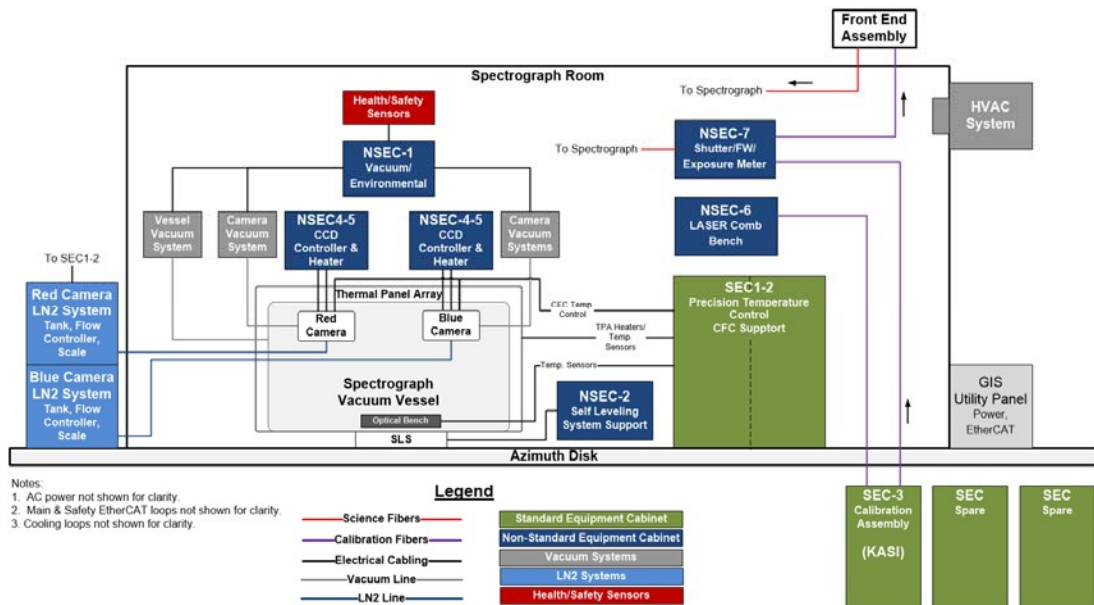 Front End
Assembly
Spectrograph Room
To Spectrograph
HVAC
System
Health/Safety
Sensors
NSEC-1
Vacuum/
Environmental
To Spectrograph
NSEC-7
Shutter/FW/
Exposure Meter
Vessel
Vacuum
System
Camera
Vacuum
System
NSEC4-5
CCD
Controller &
Heater
NSEC-4-5
CCD
Controller &
Heater
Camera
Vacuum
Systems
NSEC-6
LASER Comb
Bench
To SEC1-2
Red Camera
LN2 System
Tank, Flow
Controller,
Scale
Blue Camera
LN2 System
Tank, Flow
Controller,
Scale
Thermal Panel Array
Red
Camera
Blue
Camera
CFC Temp.
Control
TPA Heaters/
Temp.
Sensors
Temp. Sensors
SEC1-2
Precision Temperature
Control
CFC Supptort
Spectrograph
Vacuum Vessel
Optical Bench
SLS
NSEC-2
Self Leveling
System Support
GIS
Utility Panel
Power,
EtherCAT
Azimuth Disk
Notes:
1. AC power not shown for clarity.
2. Main & Safety EtherCAT loops not shown for clarity.
3. Cooling loops not shown for clarity.
Legend
Science Fibers
Calibration Fibers
Electrical Cabling
Vacuum Line
LN2 Line
Standard Equipment Cabinet
Non-Standard Equipment Cabinet
Vacuum Systems
LN2 Systems
Health/Safety Sensors
SEC-3
Calibration
Assembly
(KASI)
SEC
Spare
SEC
Spare